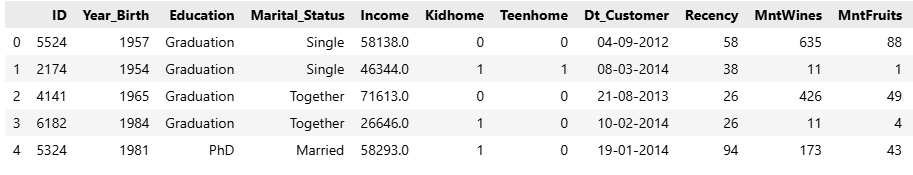 ID Year_Birth Education Marital_Status Income Kidhome Teenhome Dt_Customer Recency MntWines MntFruits
0 5524 1957 Graduation Single 58138.0 0 0 04-09-2012 58 635 88
1 2174 1954 Graduation Single 46344.0 1 1 08-03-2014 38 11 1
2 4141 1965 Graduation Together 71613.0 0 0 21-08-2013 26 426 49
3 6182 1984 Graduation Together 26646.0 1 0 10-02-2014 26 11 4
4 5324 1981 PhD Married 58293.0 1 0 19-01-2014 94 173 43